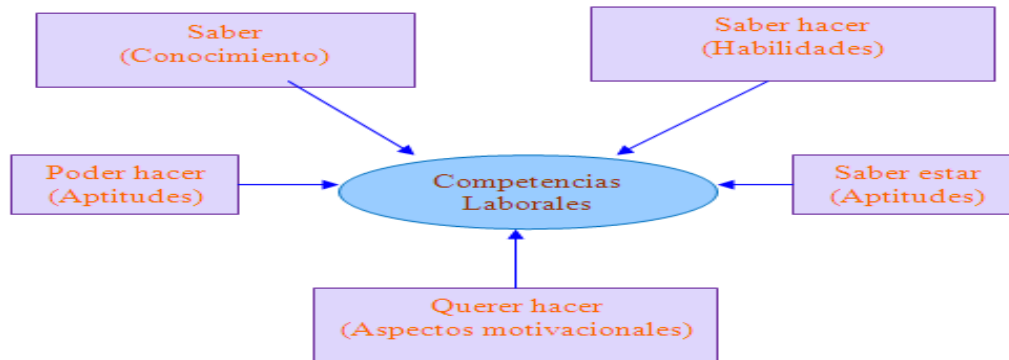 Saber
(Conocimiento)
Saber hacer
(Habilidades)
Poder hacer
(Aptitudes)
Competencias
Laborales
Saber estar
(Aptitudes)
Querer hacer
(Aspectos motivacionales)